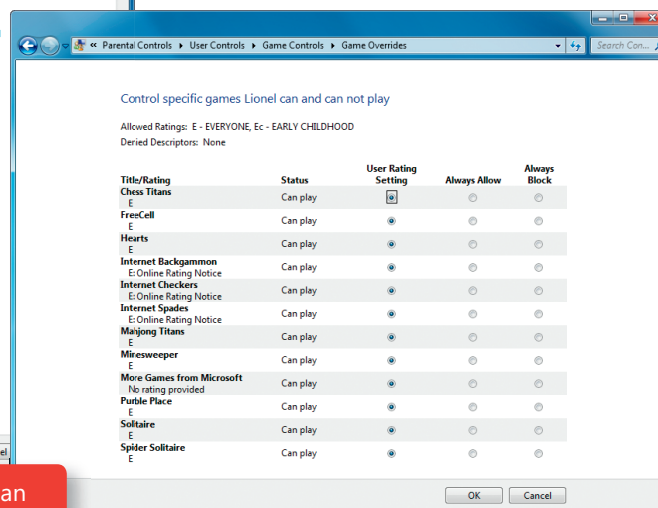 « Parental Controls ▸ User Controls ▸ Game Controls ▸ Game Overrides
Search Con...
Control specific games Lionel can and can not play
Allowed Ratings: E - EVERYONE, Ec - EARLY CHILDHOOD
Denied Descriptors: None
Title/Rating Status User Rating Setting Always Allow Always Block
Chess Titans
E Can play
FreeCell
E Can play
Hearts
E Can play
Internet Backgammon
E: Online Rating Notice Can play
Internet Checkers
E: Online Rating Notice Can play
Internet Spades
E: Online Rating Notice Can play
Mahjong Titans
E Can play
Minesweeper
E Can play
More Games from Microsoft
No rating provided Can play
Purble Place
E Can play
Solitaire
E Can play
Spider Solitaire
E Can play
OK Cancel
el
an